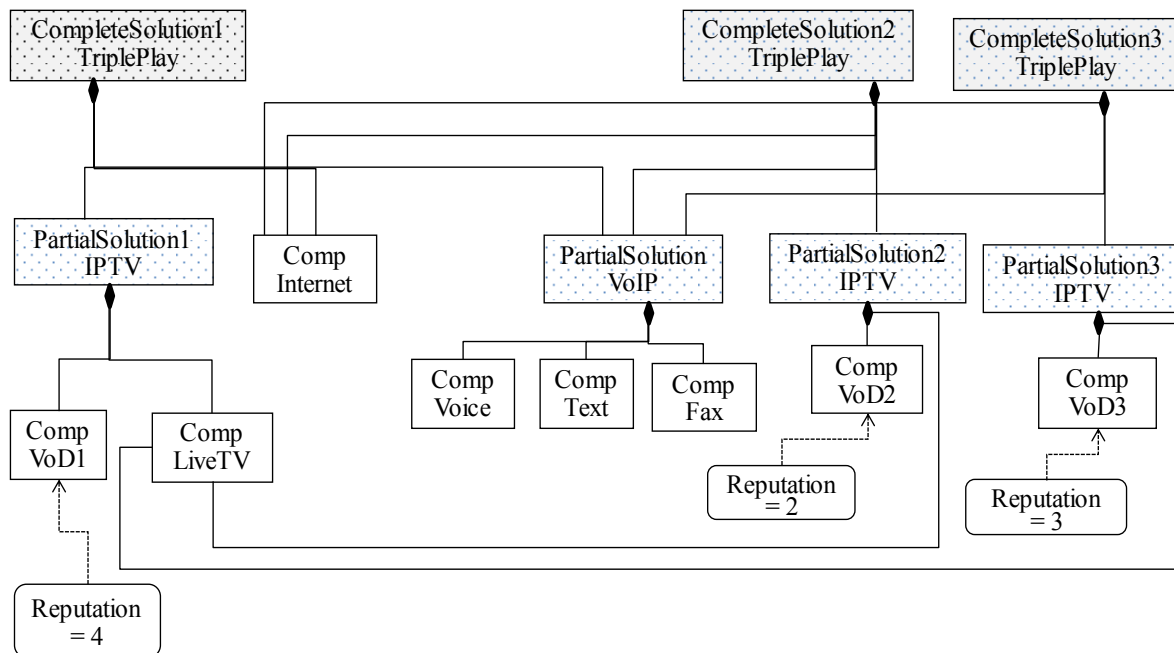 CompleteSolution1
TriplePlay
CompleteSolution2
TriplePlay
CompleteSolution3
TriplePlay
PartialSolution1
IPTV
Comp
Internet
PartialSolution
VoIP
PartialSolution2
IPTV
PartialSolution3
IPTV
Comp
VoD1
Comp
LiveTV
Comp
Voice
Comp
Text
Comp
Fax
Comp
VoD2
Comp
VoD3
Reputation
= 4
Reputation
= 2
Reputation
= 3